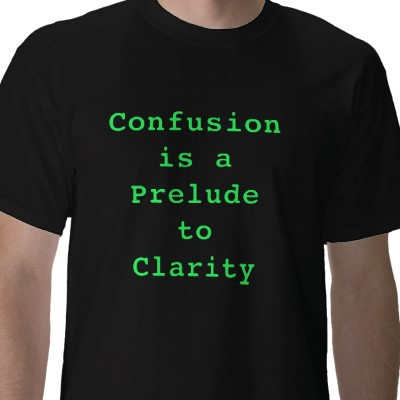 Confusion
is a
Prelude
to
Clarity